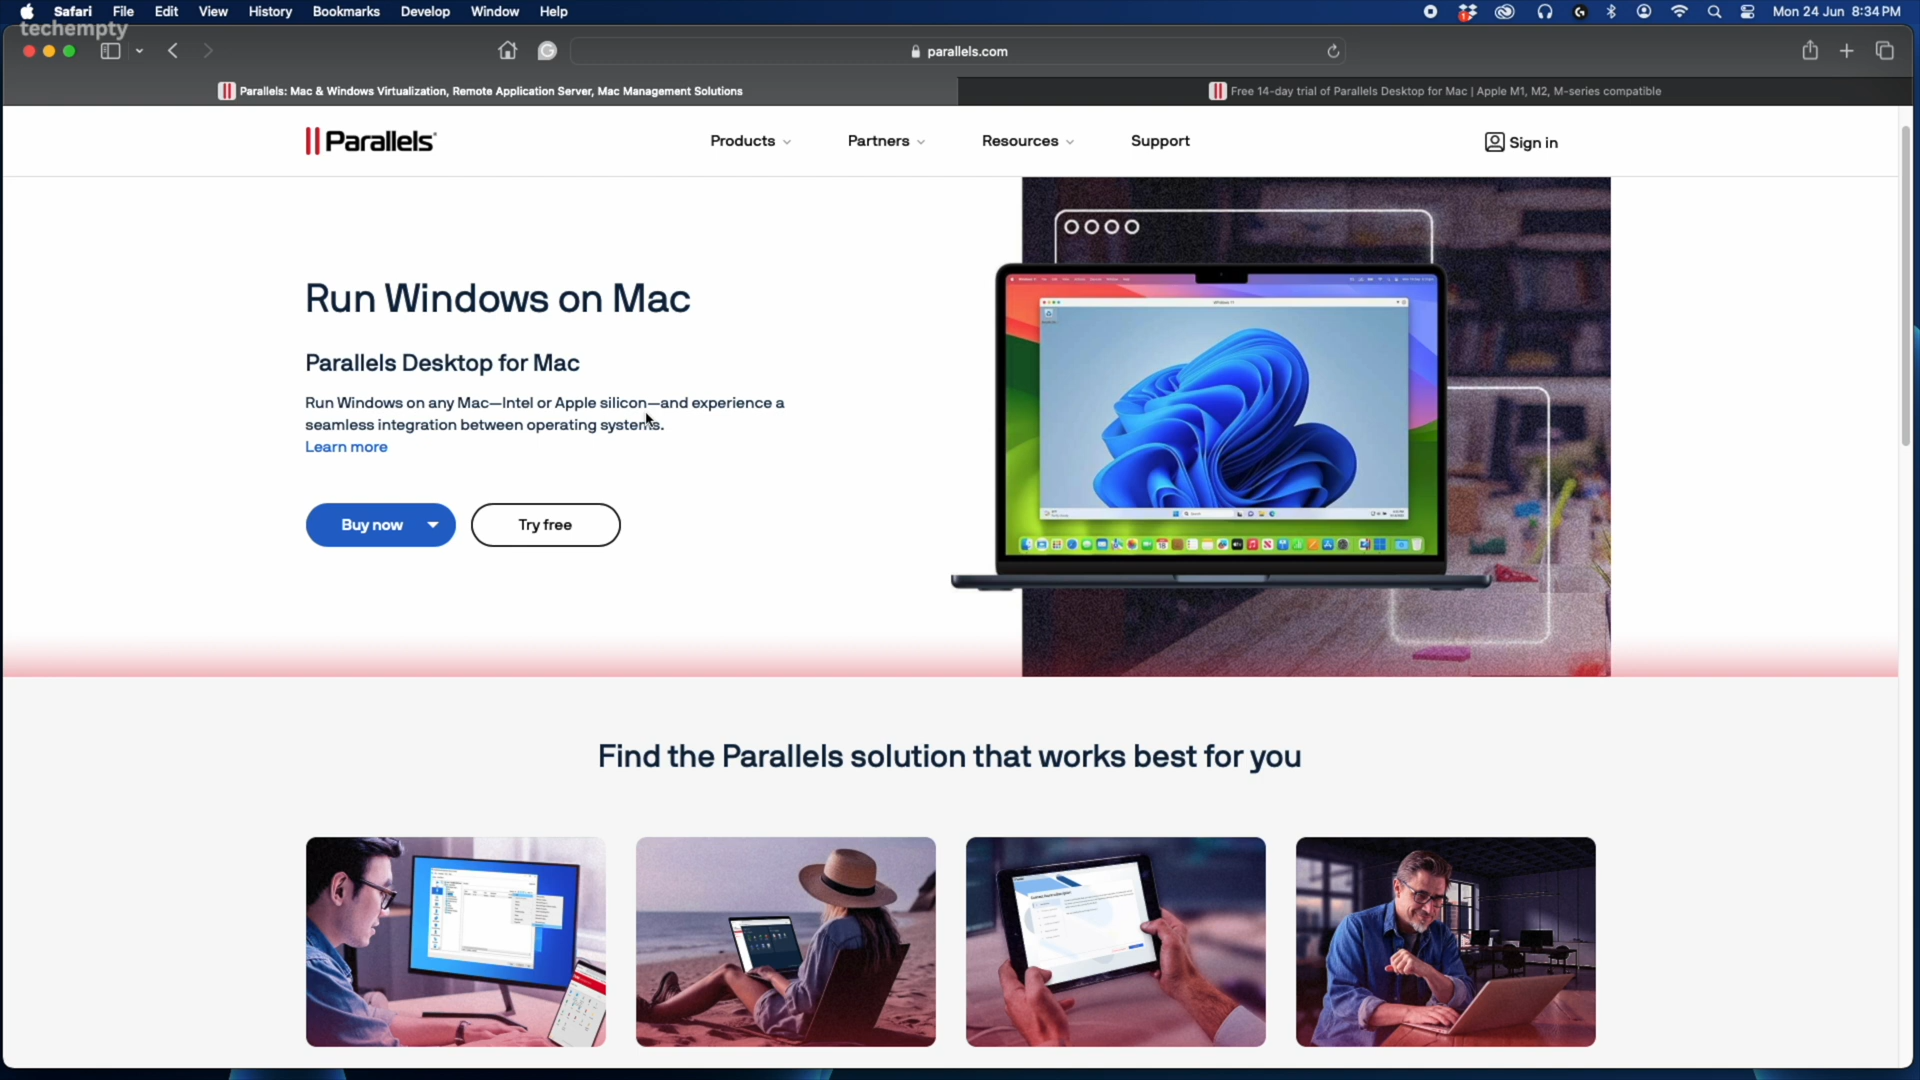 Safari File Edit View History Bookmarks Develop Window Help Mon 24 Jun 8:34 PM
techempty
parallels.com
Parallels: Mac & Windows Virtualization, Remote Application Server, Mac Management Solutions
Free 14-day trial of Parallels Desktop for Mac | Apple M1, M2, M-series compatible
Parallels
Products Partners Resources Support Sign in
Run Windows on Mac
Parallels Desktop for Mac
Run Windows on any Mac—Intel or Apple silicon—and experience a
seamless integration between operating systems.
Learn more
Buy now Try free
Find the Parallels solution that works best for you